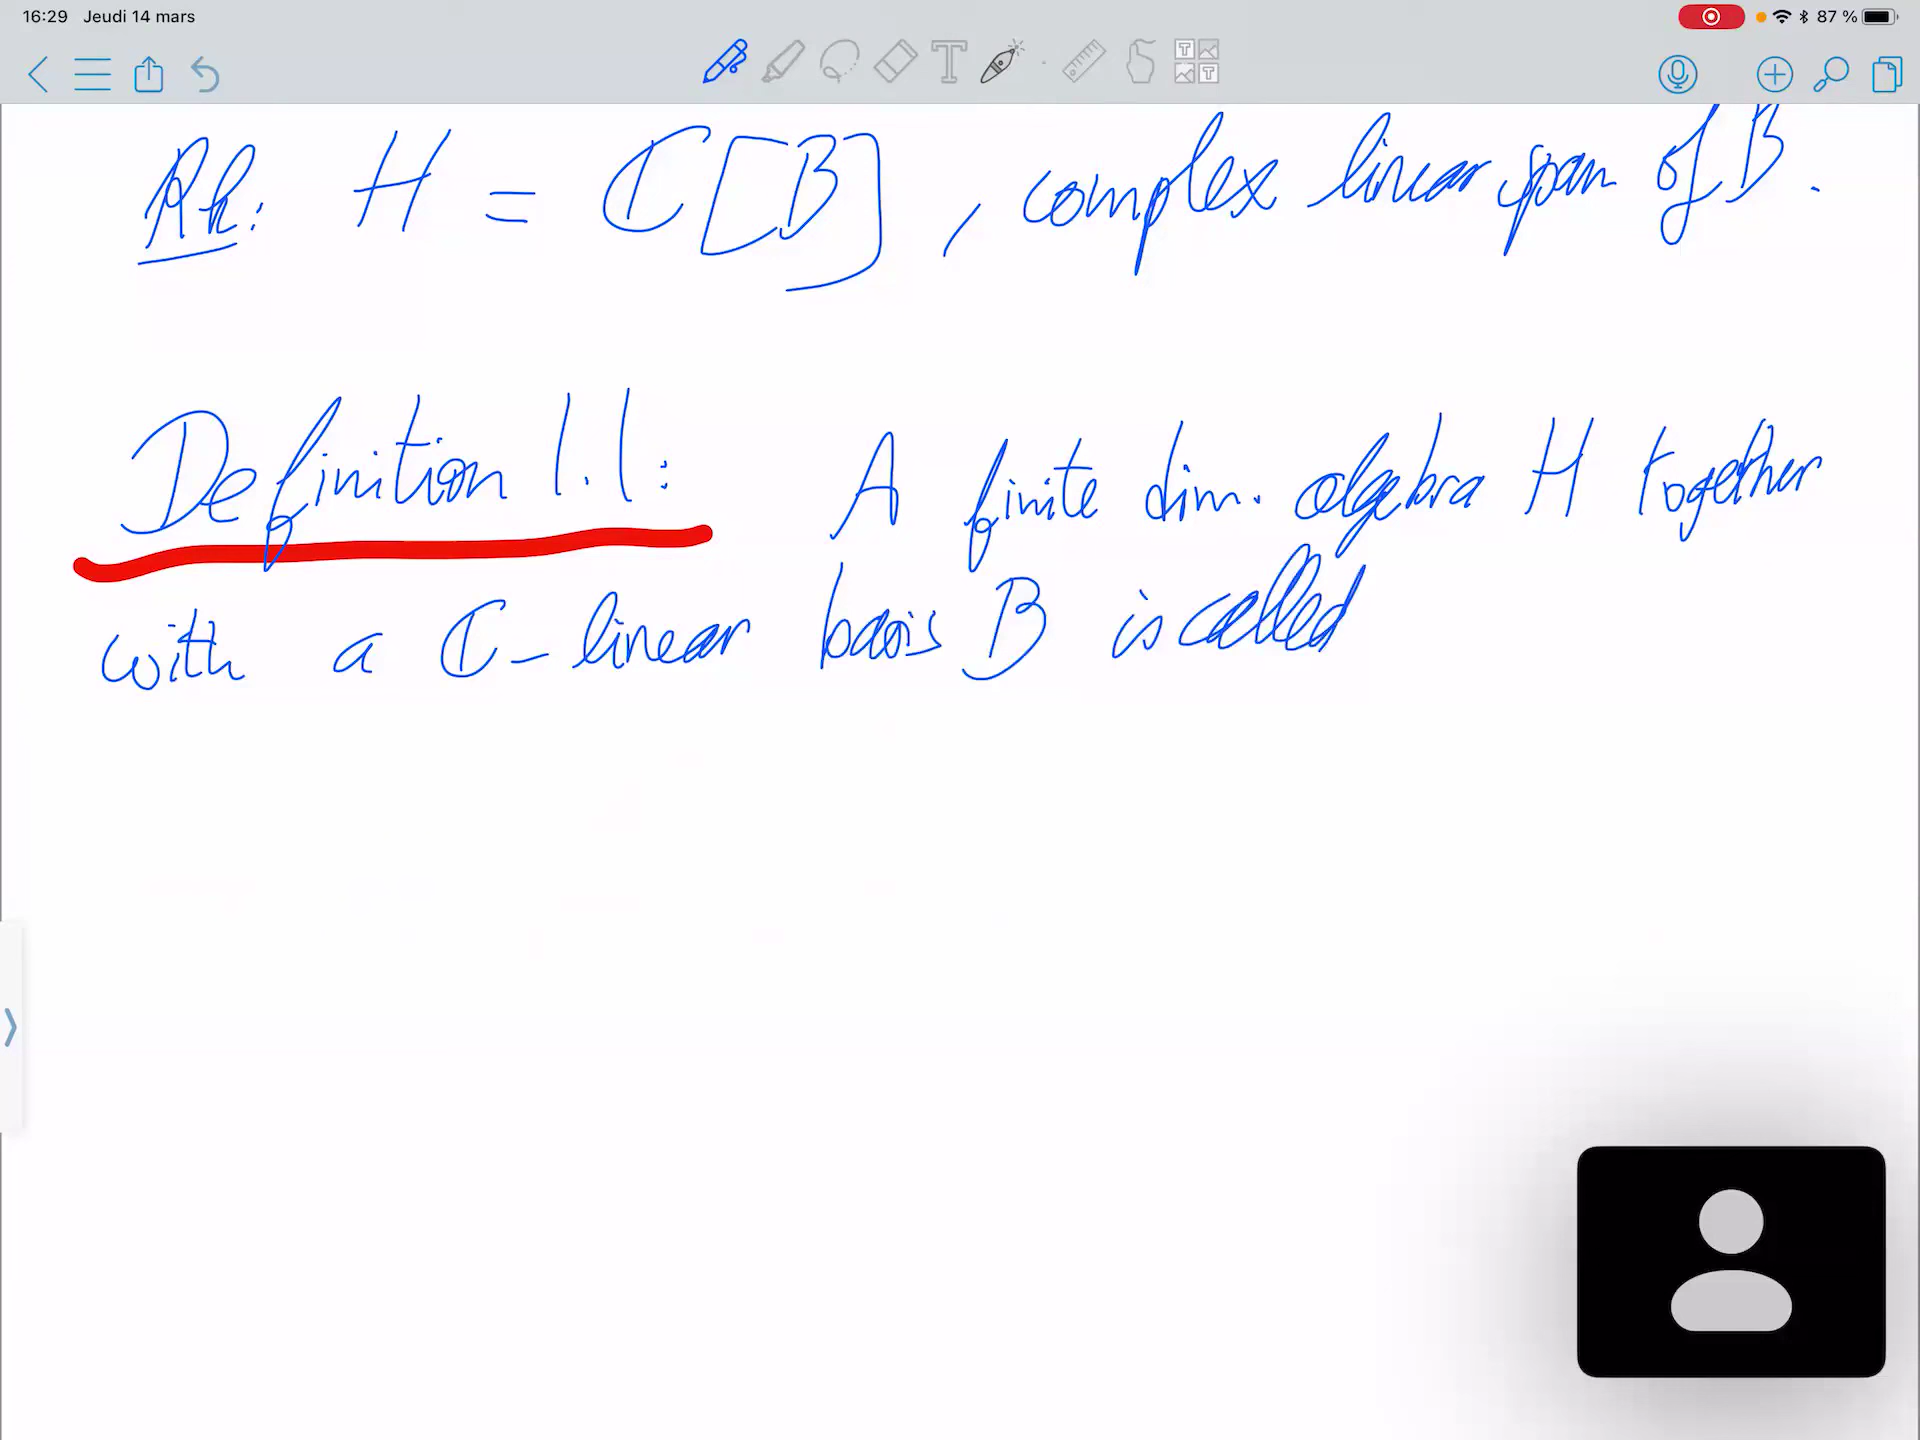 16:29 Jeudi 14 mars 87 %
Rk: H = ℂ[B], complex linear span of B.
Definition 1.1: A finite dim. algebra H together
with a ℂ-linear basis B is called